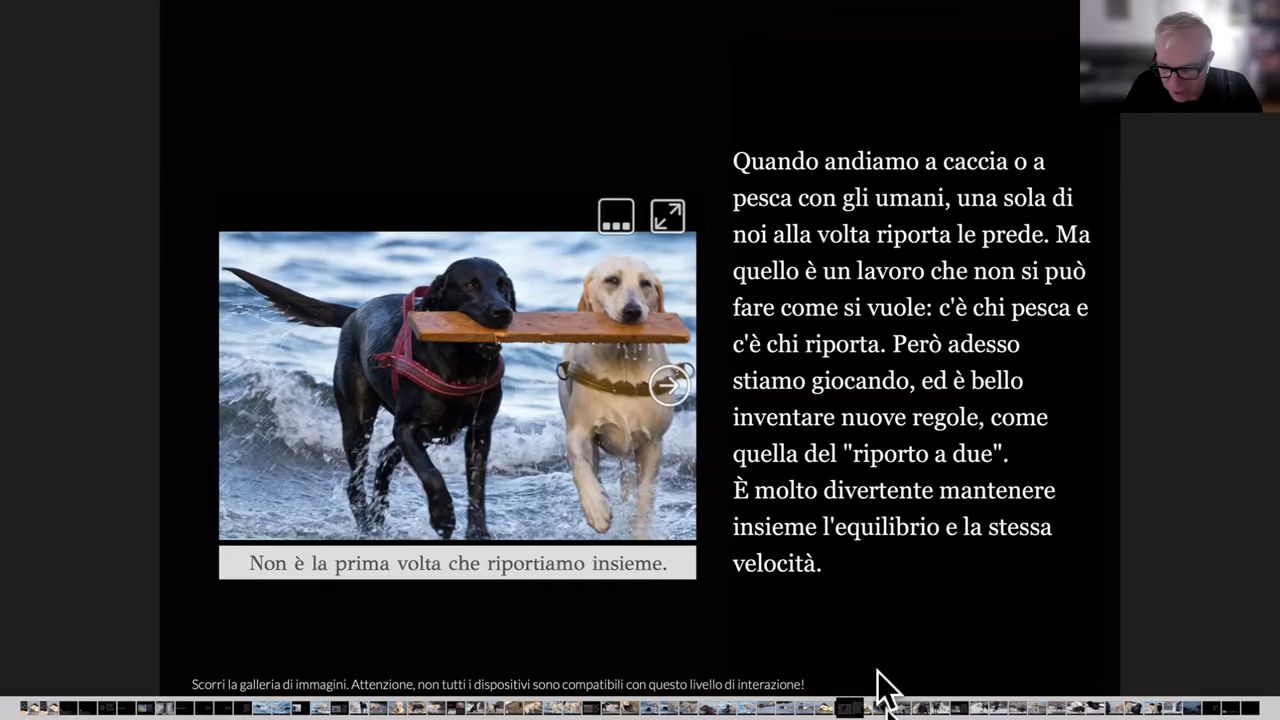 Quando andiamo a caccia o a
pesca con gli umani, una sola di
noi alla volta riporta le prede. Ma
quello è un lavoro che non si può
fare come si vuole: c'è chi pesca e
c'è chi riporta. Però adesso
stiamo giocando, ed è bello
inventare nuove regole, come
quella del "riporto a due".
È molto divertente mantenere
insieme l'equilibrio e la stessa
velocità.
Non è la prima volta che riportiamo insieme.
Scorri la galleria di immagini. Attenzione, non tutti i dispositivi sono compatibili con questo livello di interazione!